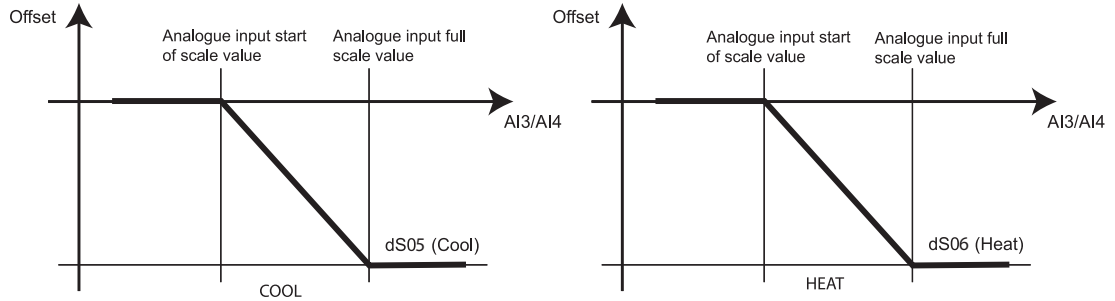 Offset
Analogue input start
of scale value
Analogue input full
scale value
AI3/AI4
dS05 (Cool)
COOL
Offset
Analogue input start
of scale value
Analogue input full
scale value
AI3/AI4
dS06 (Heat)
HEAT